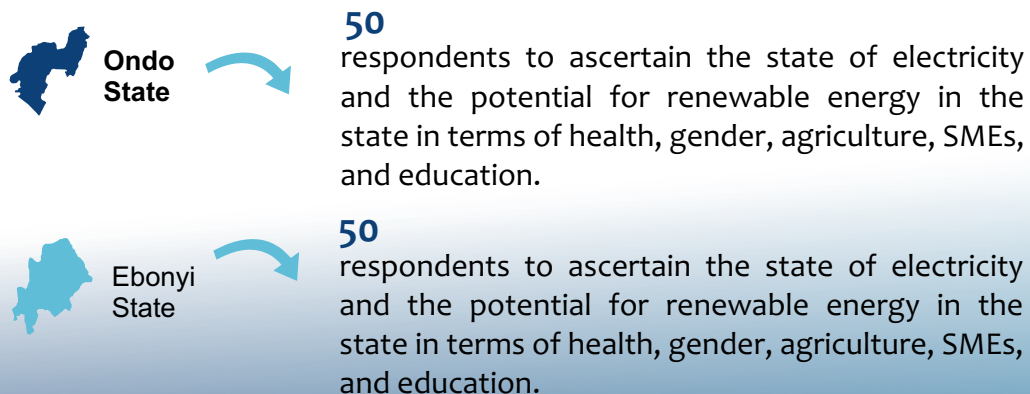 Ondo
State
50
respondents to ascertain the state of electricity
and the potential for renewable energy in the
state in terms of health, gender, agriculture, SMEs,
and education.
Ebonyi
State
50
respondents to ascertain the state of electricity
and the potential for renewable energy in the
state in terms of health, gender, agriculture, SMEs,
and education.